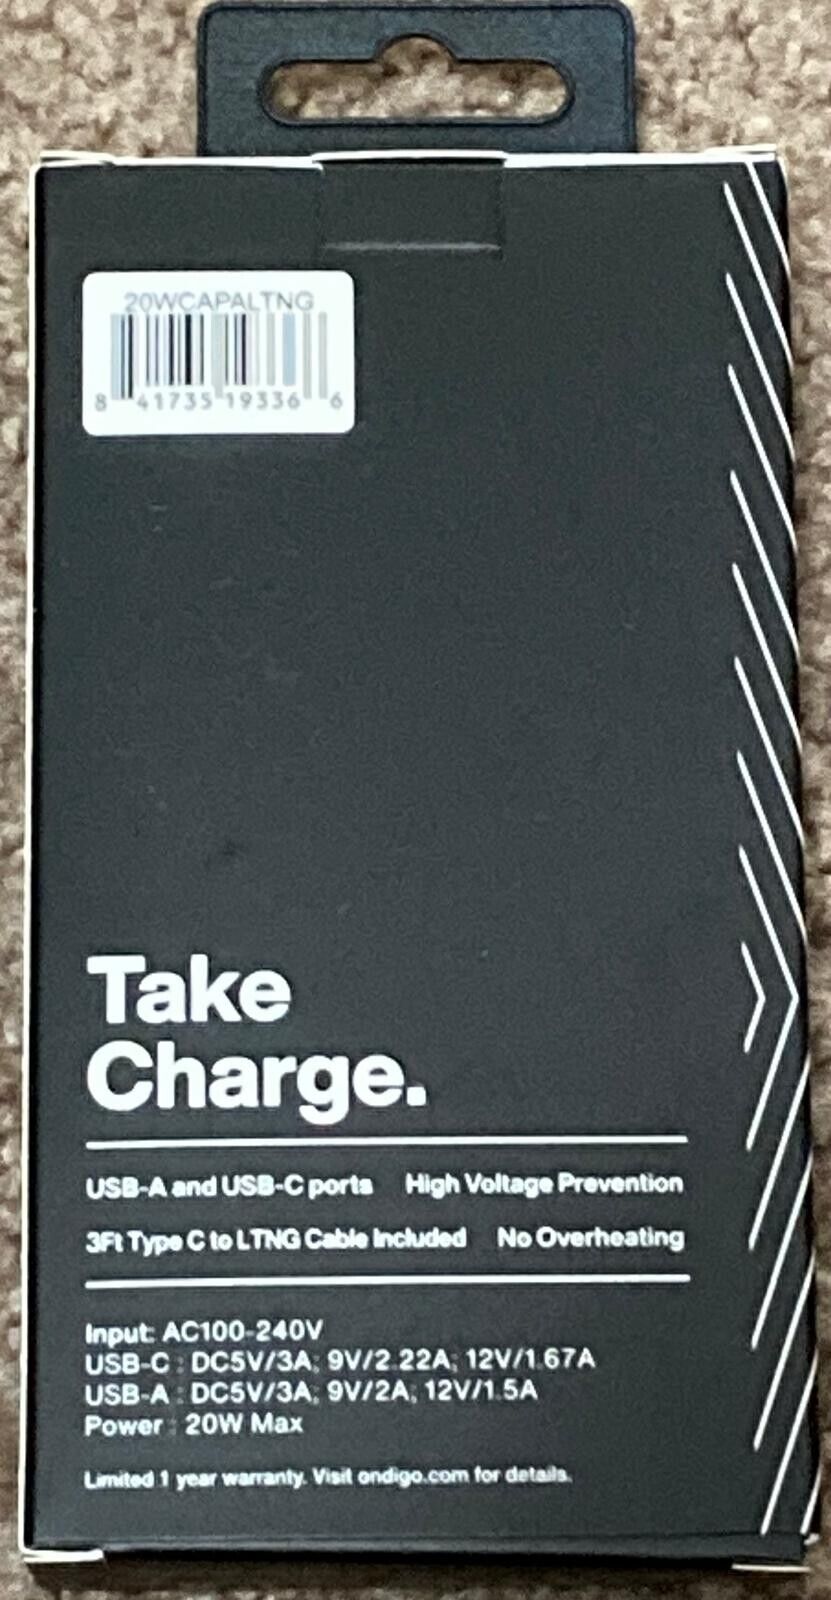 20WCAPALTNG
8 41735 19336 6
Take
Charge.
USB-A and USB-C ports High Voltage Prevention
3Ft Type C to LTNG Cable Included No Overheating
Input: AC100-240V
USB-C : DC5V/3A; 9V/2.22A; 12V/1.67A
USB-A : DC5V/3A; 9V/2A; 12V/1.5A
Power : 20W Max
Limited 1 year warranty. Visit ondigo.com for details.